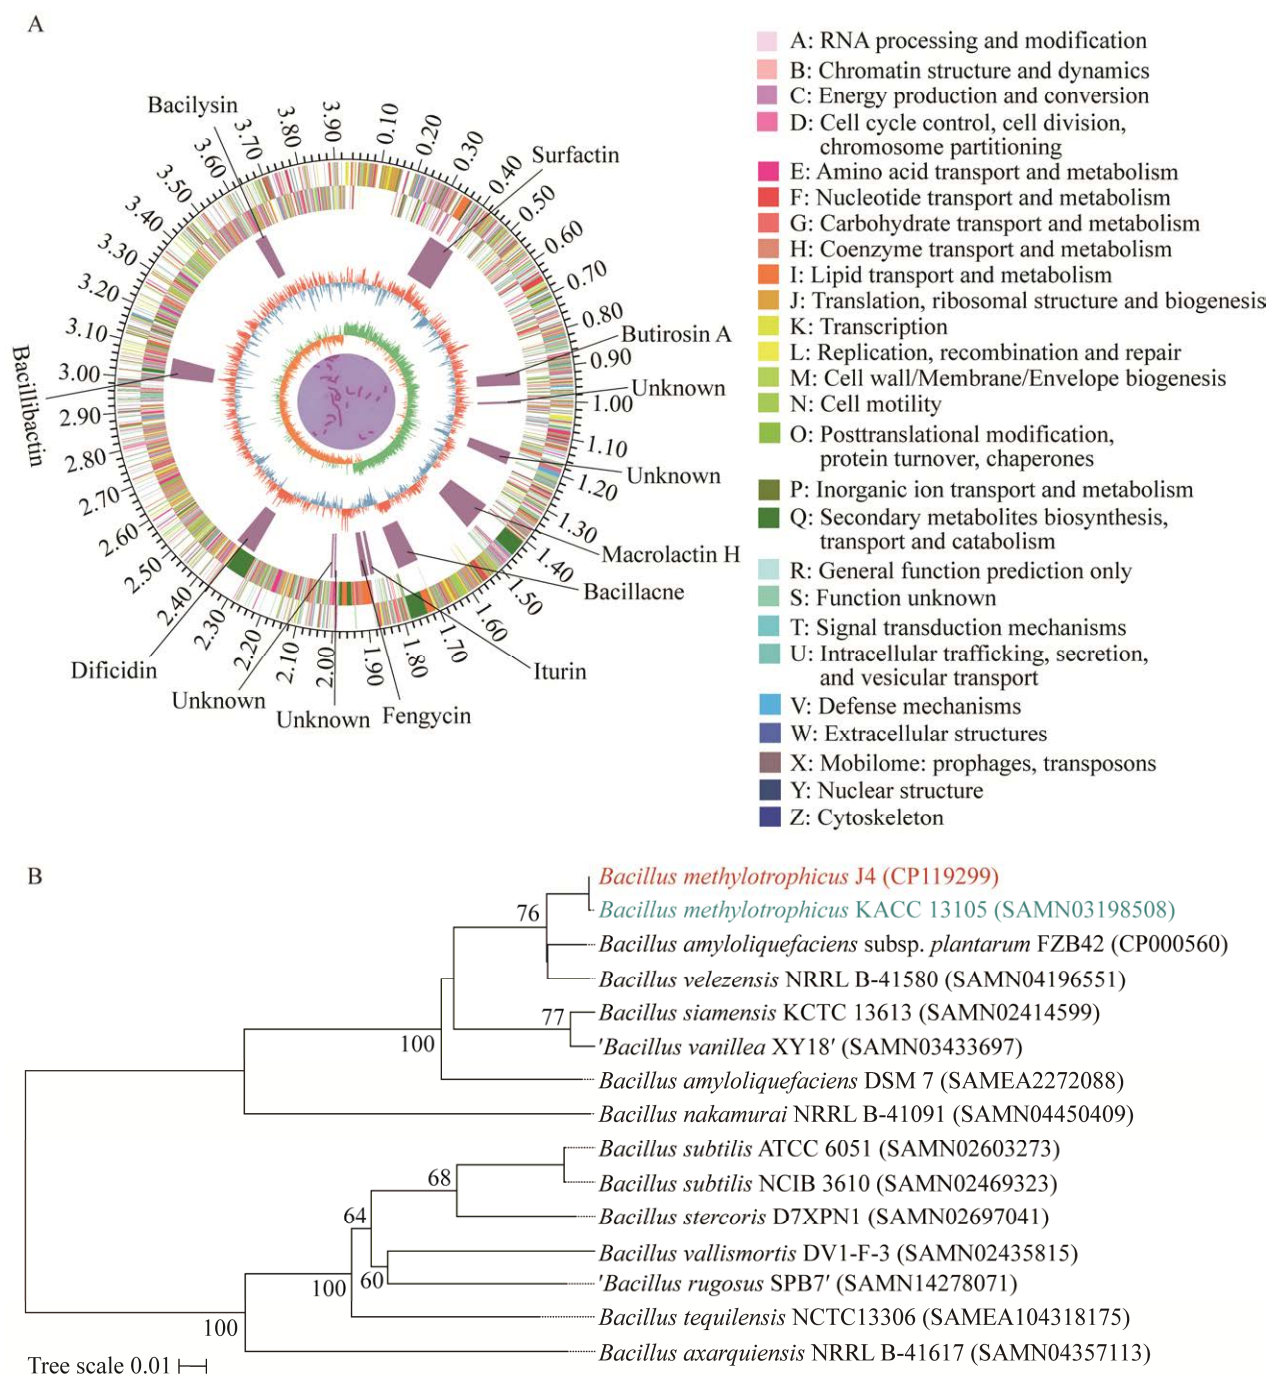 A
Bacilysin
Surfactin
Butirosin A
Unknown
Unknown
Macrolactin H
Bacillacne
Iturin
Fengycin
Unknown
Unknown
Dificidin
Bacillibactin
0.10
0.20
0.30
0.40
0.50
0.60
0.70
0.80
0.90
1.00
1.10
1.20
1.30
1.40
1.50
1.60
1.70
1.80
1.90
2.00
2.10
2.20
2.30
2.40
2.50
2.60
2.70
2.80
2.90
3.00
3.10
3.20
3.30
3.40
3.50
3.60
3.70
3.80
3.90
A: RNA processing and modification
B: Chromatin structure and dynamics
C: Energy production and conversion
D: Cell cycle control, cell division,
chromosome partitioning
E: Amino acid transport and metabolism
F: Nucleotide transport and metabolism
G: Carbohydrate transport and metabolism
H: Coenzyme transport and metabolism
I: Lipid transport and metabolism
J: Translation, ribosomal structure and biogenesis
K: Transcription
L: Replication, recombination and repair
M: Cell wall/Membrane/Envelope biogenesis
N: Cell motility
O: Posttranslational modification,
protein turnover, chaperones
P: Inorganic ion transport and metabolism
Q: Secondary metabolites biosynthesis,
transport and catabolism
R: General function prediction only
S: Function unknown
T: Signal transduction mechanisms
U: Intracellular trafficking, secretion,
and vesicular transport
V: Defense mechanisms
W: Extracellular structures
X: Mobilome: prophages, transposons
Y: Nuclear structure
Z: Cytoskeleton
B
Bacillus methylotrophicus J4 (CP119299)
76
Bacillus methylotrophicus KACC 13105 (SAMN03198508)
Bacillus amyloliquefaciens subsp. plantarum FZB42 (CP000560)
Bacillus velezensis NRRL B-41580 (SAMN04196551)
77
Bacillus siamensis KCTC 13613 (SAMN02414599)
100
'Bacillus vanillea XY18' (SAMN03433697)
Bacillus amyloliquefaciens DSM 7 (SAMEA2272088)
Bacillus nakamurai NRRL B-41091 (SAMN04450409)
Bacillus subtilis ATCC 6051 (SAMN02603273)
68
Bacillus subtilis NCIB 3610 (SAMN02469323)
64
Bacillus stercoris D7XPN1 (SAMN02697041)
Bacillus vallismortis DV1-F-3 (SAMN02435815)
100
60
'Bacillus rugosus SPB7' (SAMN14278071)
100
Bacillus tequilensis NCTC13306 (SAMEA104318175)
Bacillus axarquiensis NRRL B-41617 (SAMN04357113)
Tree scale 0.01